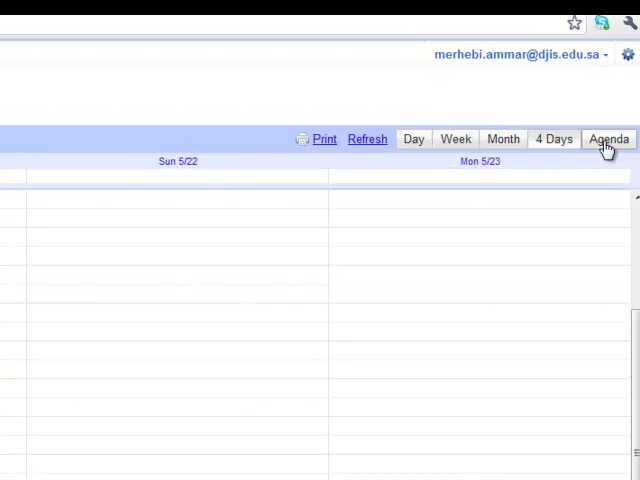 merhebi.ammar@djis.edu.sa
Print Refresh Day Week Month 4 Days Agenda
Sun 5/22 Mon 5/23